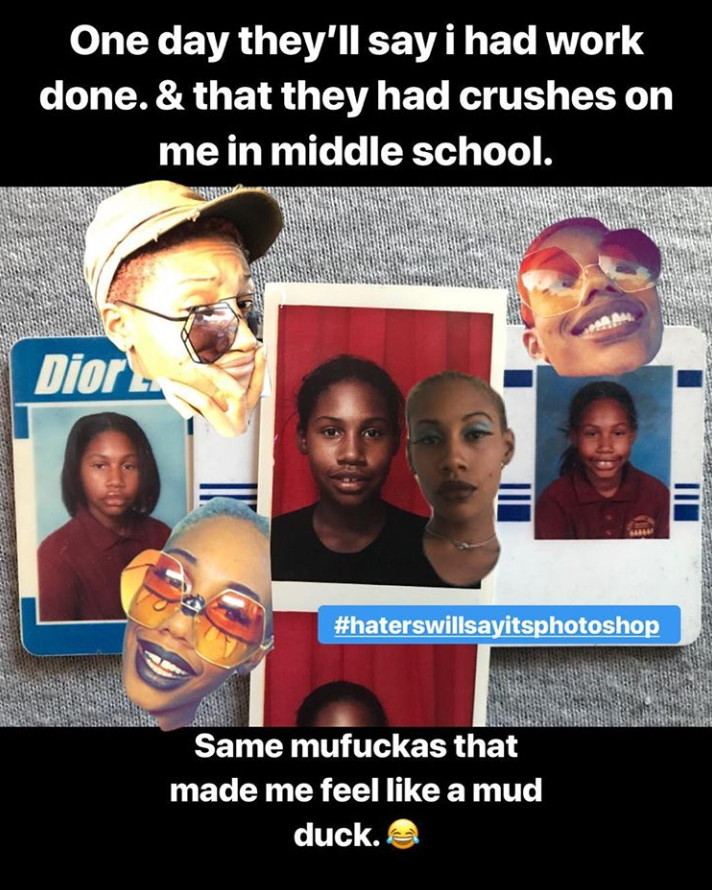 One day they'll say i had work
done. & that they had crushes on
me in middle school.
Dior
#haterswillsayitsphotoshop
Same mufuckas that
made me feel like a mud
duck. 😂